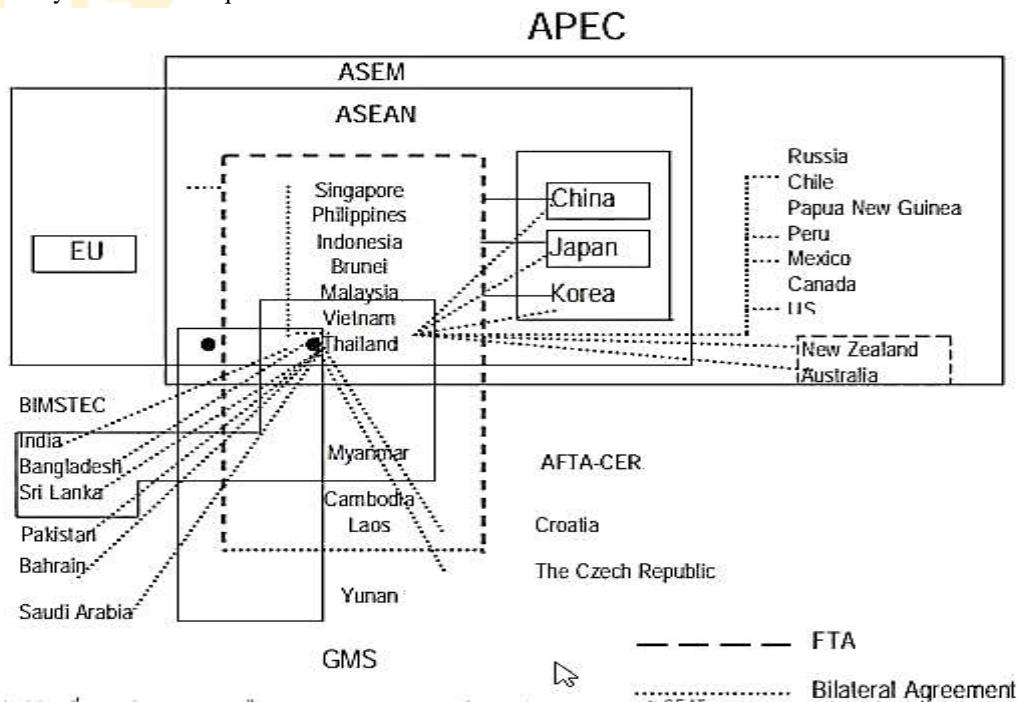 APEC
ASEM
ASEAN
EU
Singapore
Philippines
Indonesia
Brunei
Malaysia
Vietnam
Thailand
China
Japan
Korea
Russia
Chile
Papua New Guinea
Peru
Mexico
Canada
US
New Zealand
Australia
BIMSTEC
India
Bangladesh
Sri Lanka
Pakistan
Bahrain
Saudi Arabia
Myanmar
Cambodia
Laos
Yunan
GMS
AFTA-CER
Croatia
The Czech Republic
FTA
Bilateral Agreement